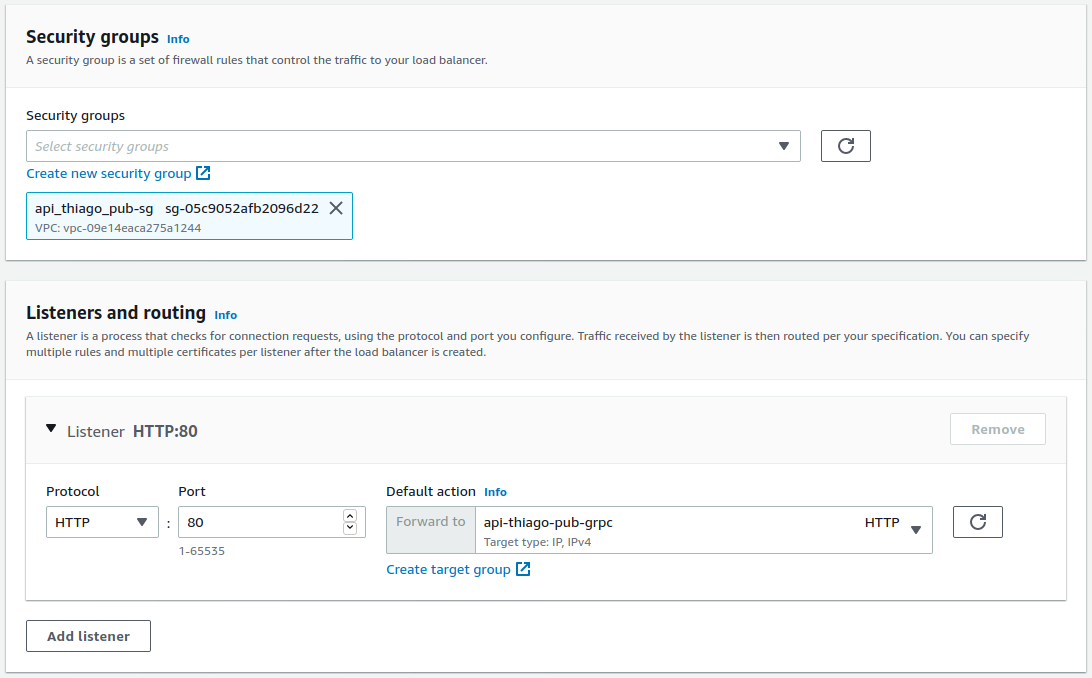 Security groups Info
A security group is a set of firewall rules that control the traffic to your load balancer.
Security groups
Select security groups
Create new security group
api_thiago_pub-sg sg-05c9052afb2096d22
VPC: vpc-09e14eaca275a1244
Listeners and routing Info
A listener is a process that checks for connection requests, using the protocol and port you configure. Traffic received by the listener is then routed per your specification. You can specify
multiple rules and multiple certificates per listener after the load balancer is created.
Listener HTTP:80
Remove
Protocol Port Default action Info
HTTP : 80 Forward to api-thiago-pub-grpc HTTP
Target type: IP, IPv4
1-65535
Create target group
Add listener